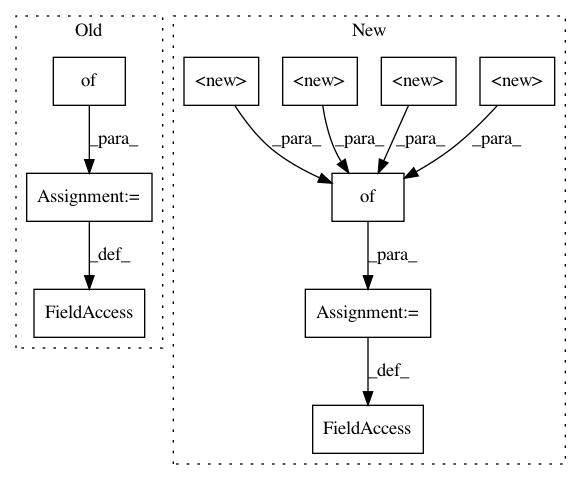 Old
New
of
<new>
<new>
<new>
<new>
_para_
_para_
_para_
_para_
_para_
Assignment:=
of
_def_
_para_
FieldAccess
Assignment:=
_def_
FieldAccess